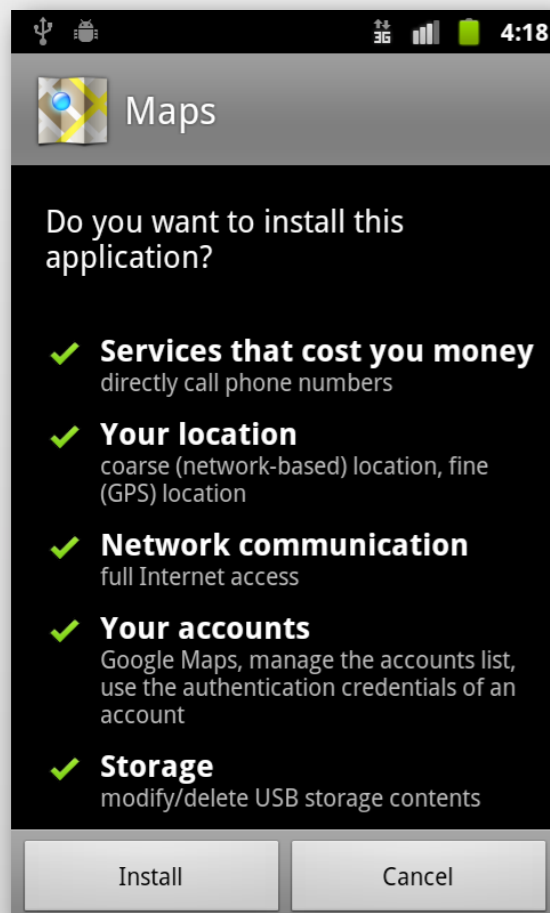 3G 4:18
Maps
Do you want to install this
application?
Services that cost you money
directly call phone numbers
Your location
coarse (network-based) location, fine
(GPS) location
Network communication
full Internet access
Your accounts
Google Maps, manage the accounts list,
use the authentication credentials of an
account
Storage
modify/delete USB storage contents
Install Cancel